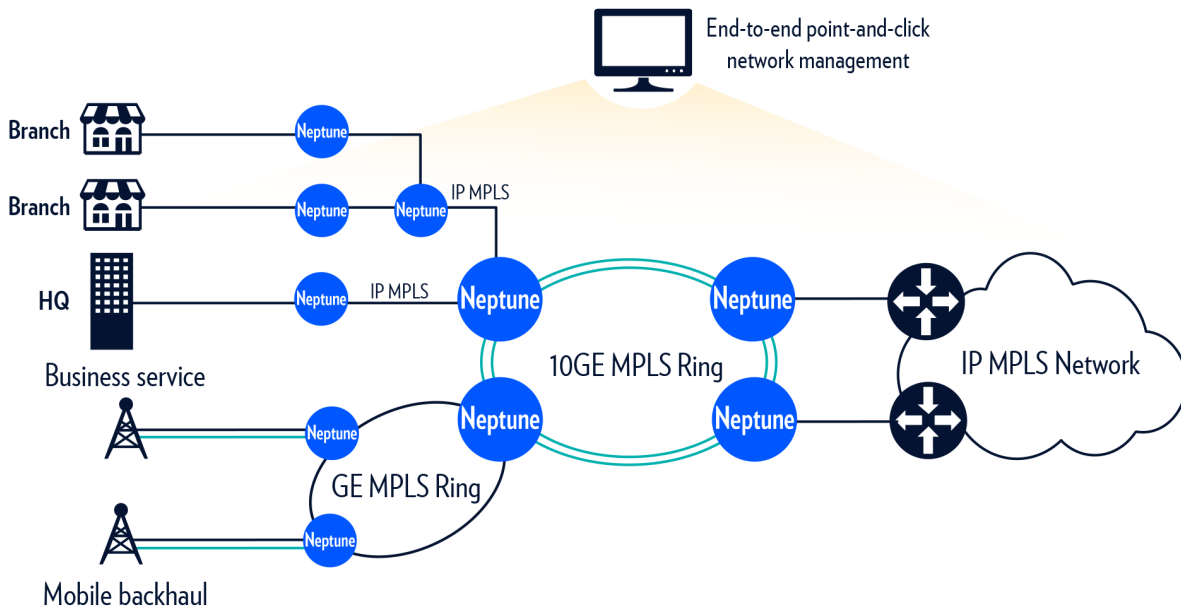 End-to-end point-and-click
network management
Branch
Neptune
Branch
Neptune
Neptune
IP MPLS
HQ
Neptune
IP MPLS
Neptune
Neptune
Business service
10GE MPLS Ring
IP MPLS Network
Neptune
Neptune
Neptune
GE MPLS Ring
Neptune
Mobile backhaul